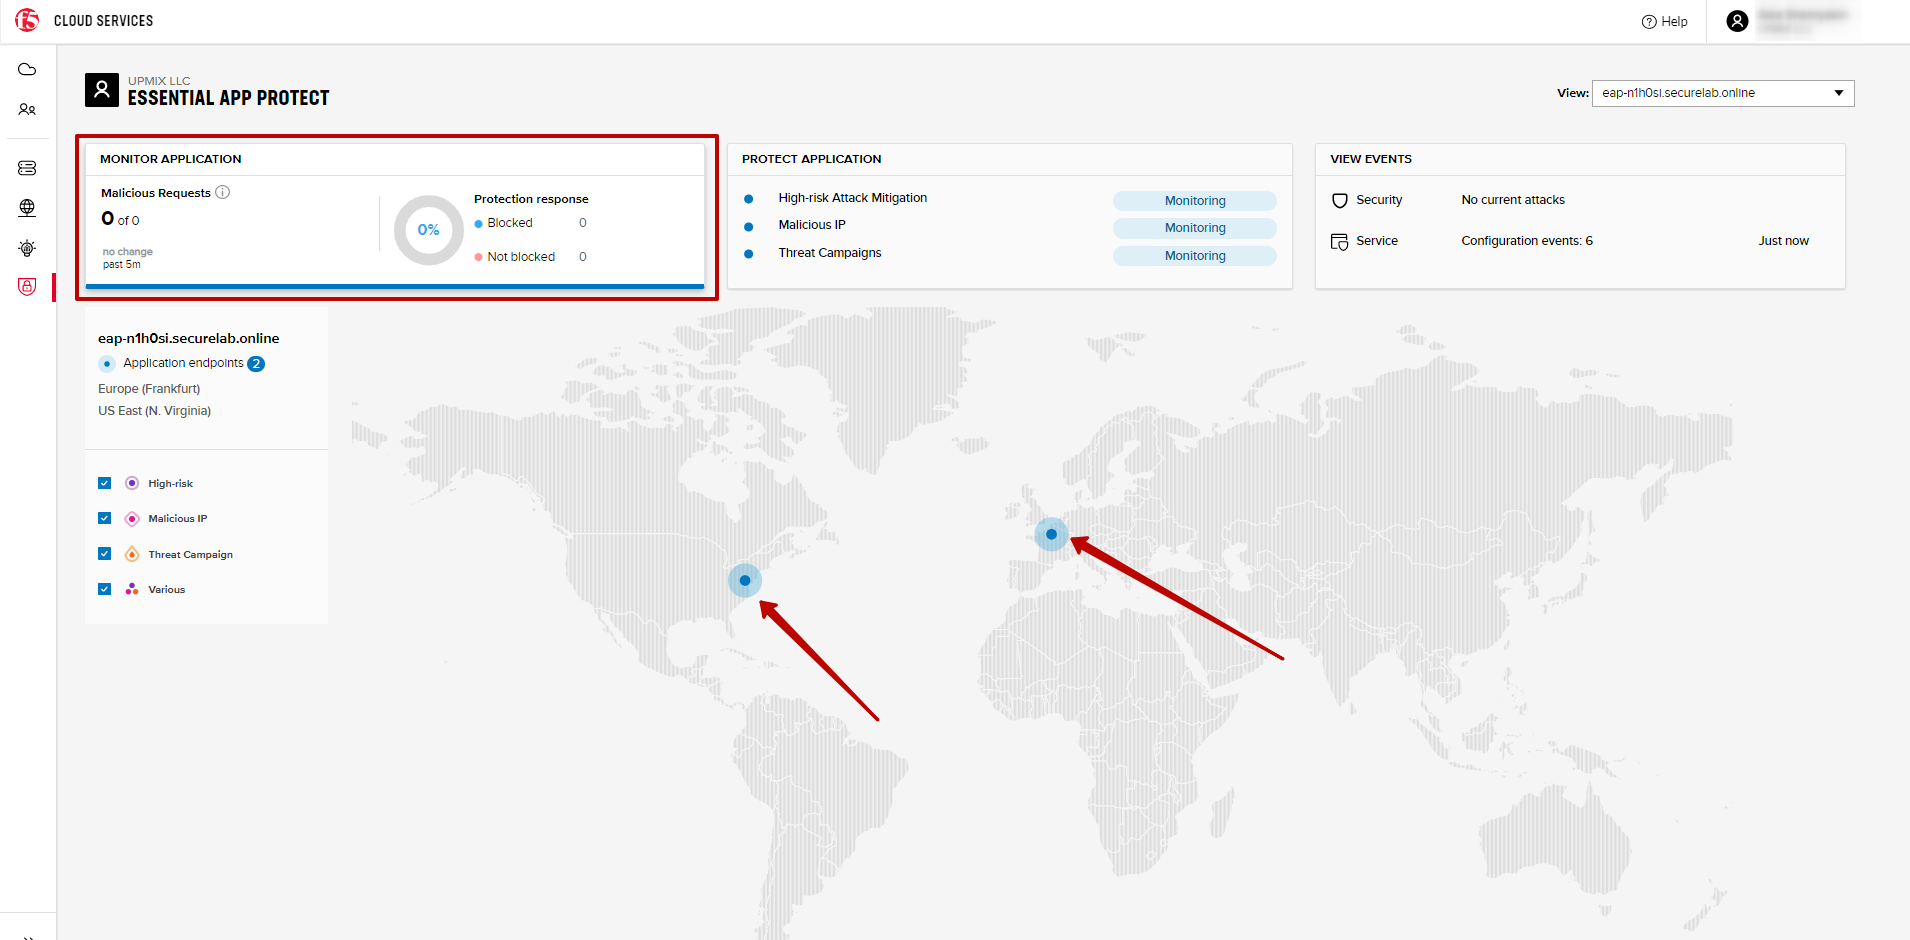 f5 CLOUD SERVICES
Help
UPMIX LLC
ESSENTIAL APP PROTECT
View: eap-n1h0si.securelab.online
MONITOR APPLICATION
Malicious Requests
0 of 0
no change
past 5m
0%
Protection response
Blocked 0
Not blocked 0
PROTECT APPLICATION
High-risk Attack Mitigation Monitoring
Malicious IP Monitoring
Threat Campaigns Monitoring
VIEW EVENTS
Security No current attacks
Service Configuration events: 6 Just now
eap-n1h0si.securelab.online
Application endpoints 2
Europe (Frankfurt)
US East (N. Virginia)
High-risk
Malicious IP
Threat Campaign
Various